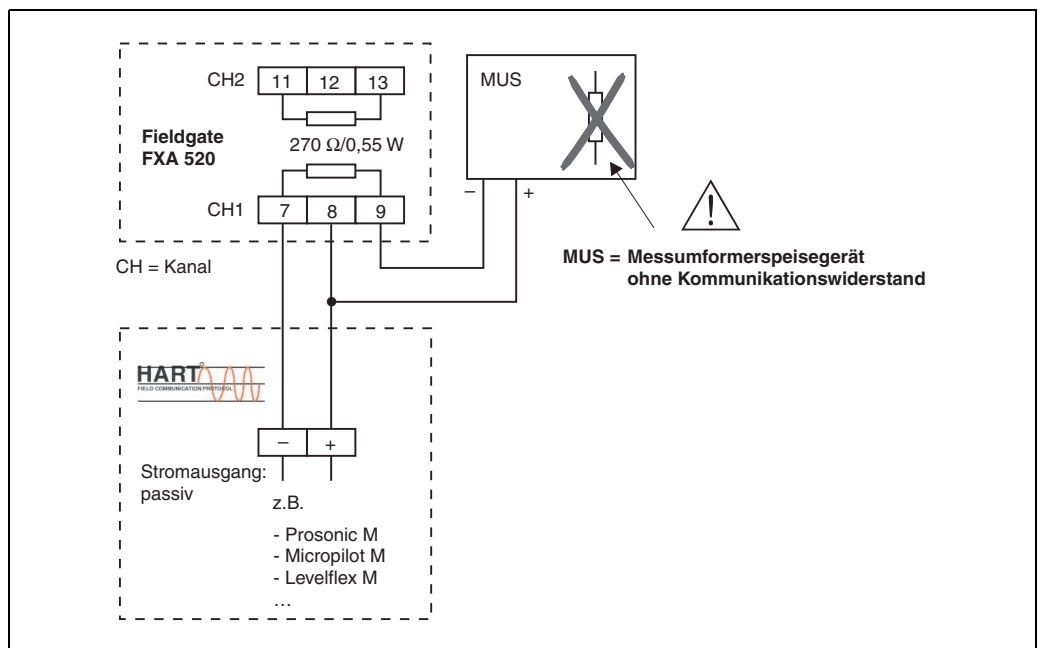 CH2 11 12 13
MUS
Fieldgate
FXA 520
270 Ω/0,55 W
CH1 7 8 9
– +
CH = Kanal
MUS = Messumformerspeisegerät
ohne Kommunikationswiderstand
HART
FIELD COMMUNICATION PROTOCOL
– +
Stromausgang:
passiv
z.B.
- Prosonic M
- Micropilot M
- Levelflex M
…